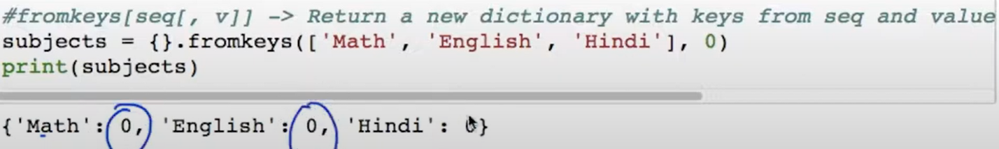 #fromkeys[seq[, v]] -> Return a new dictionary with keys from seq and value
subjects = {}.fromkeys(['Math', 'English', 'Hindi'], 0)
print(subjects)
{'Math': 0, 'English': 0, 'Hindi': 0}